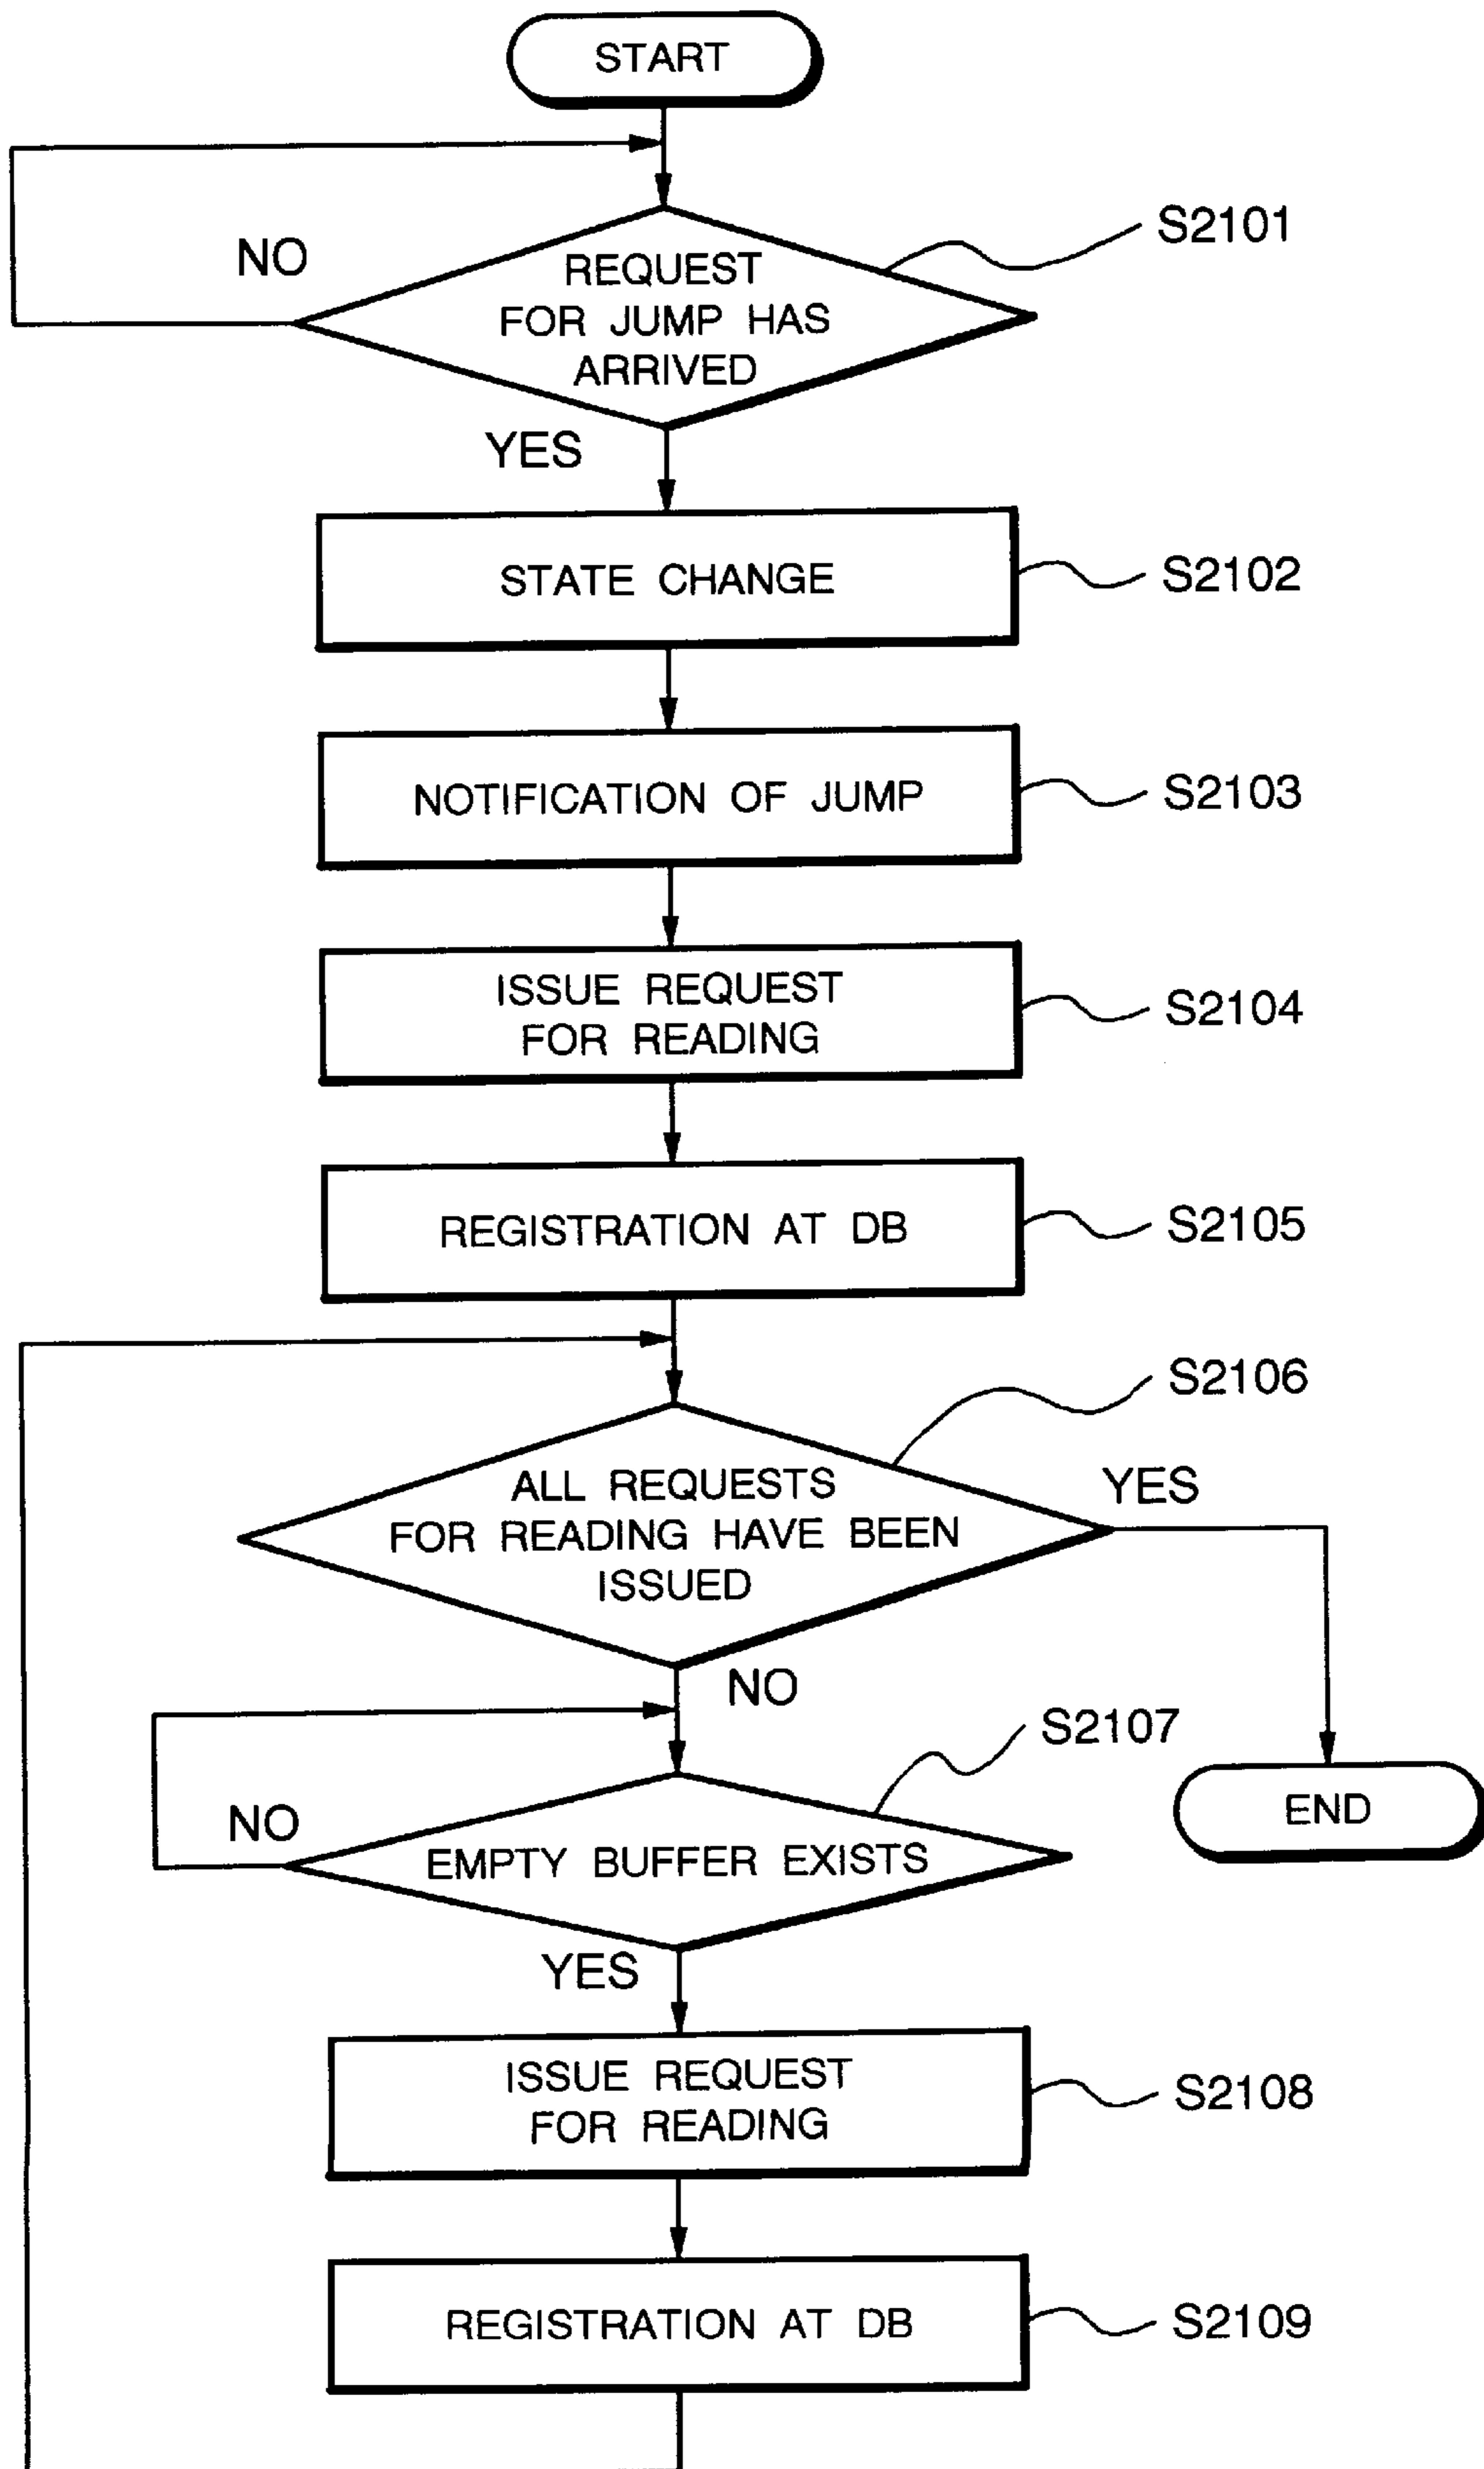 START
S2101
NO
REQUEST
FOR JUMP HAS
ARRIVED
YES
STATE CHANGE
S2102
NOTIFICATION OF JUMP
S2103
ISSUE REQUEST
FOR READING
S2104
REGISTRATION AT DB
S2105
S2106
ALL REQUESTS
FOR READING HAVE BEEN
ISSUED
YES
NO
S2107
NO
EMPTY BUFFER EXISTS
END
YES
ISSUE REQUEST
FOR READING
S2108
REGISTRATION AT DB
S2109